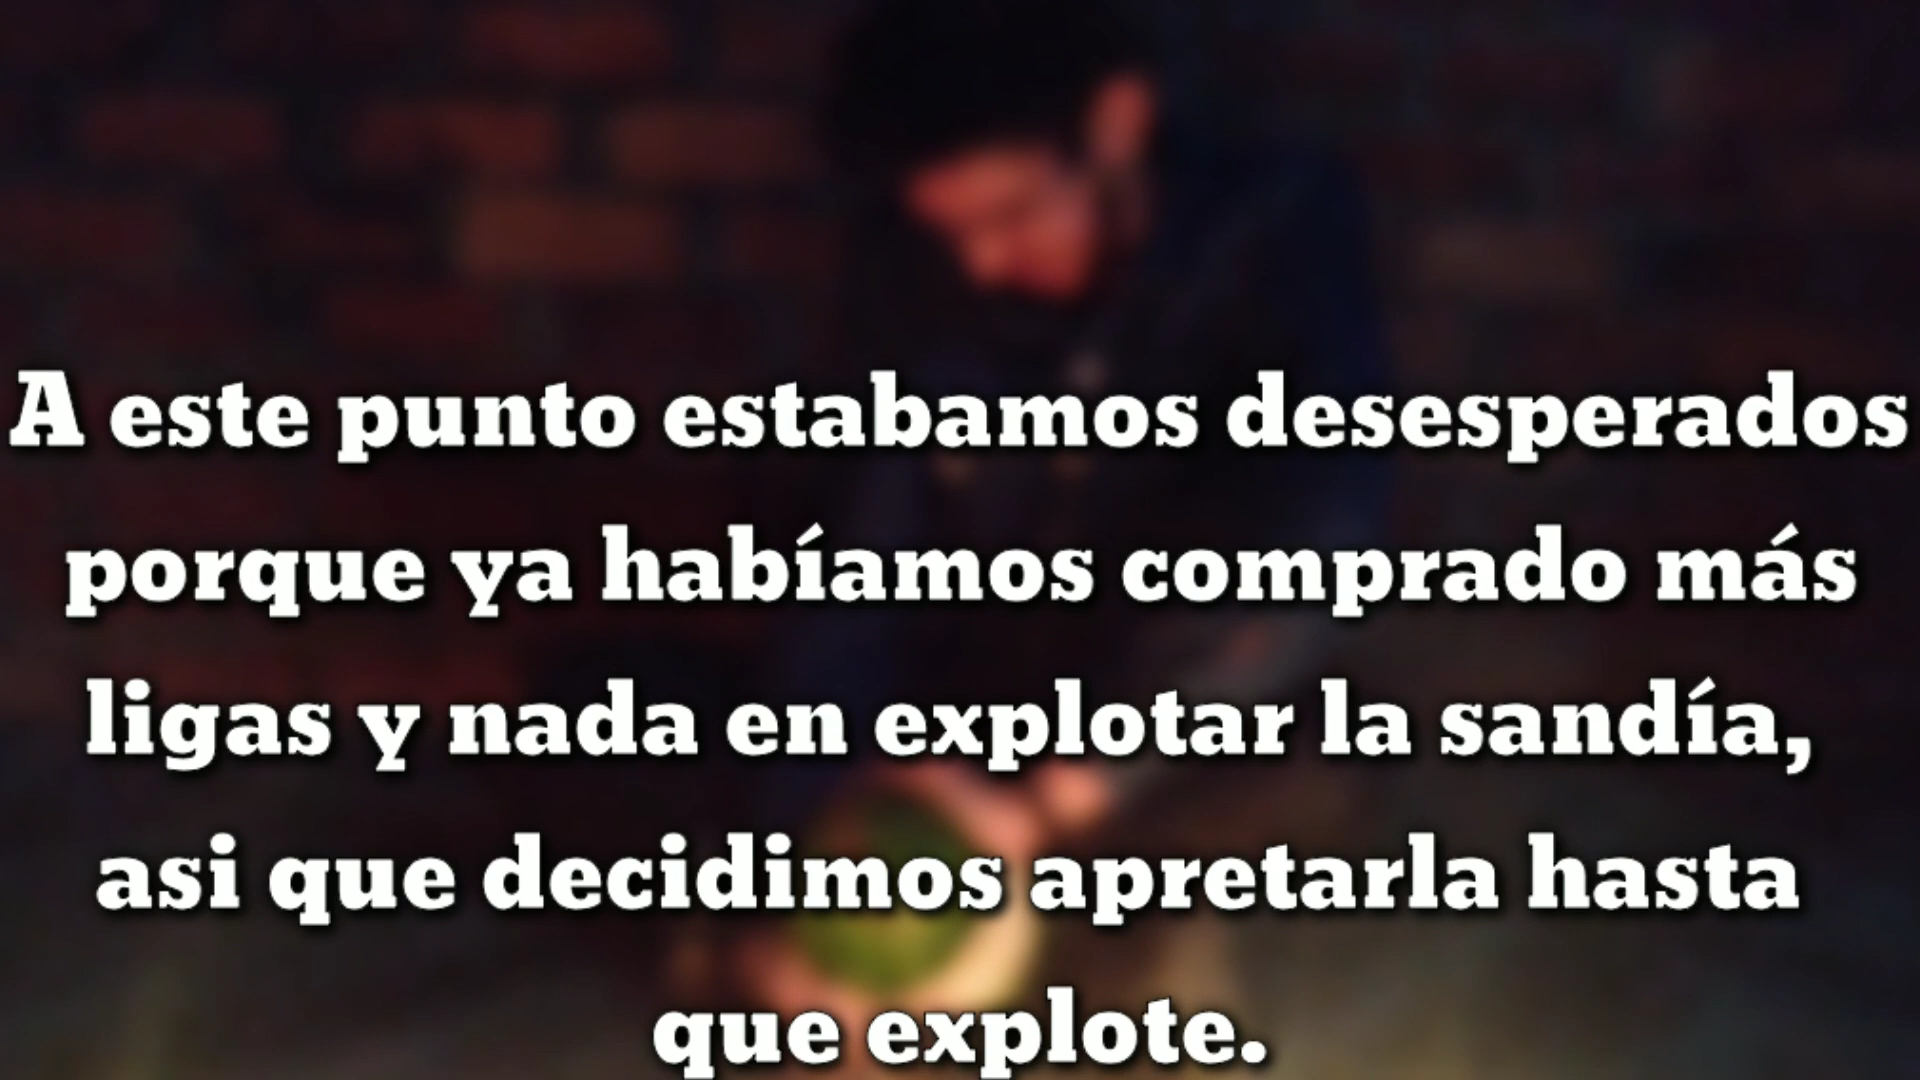 A este punto estabamos desesperados
porque ya habíamos comprado más
ligas y nada en explotar la sandía,
asi que decidimos apretarla hasta
que explote.